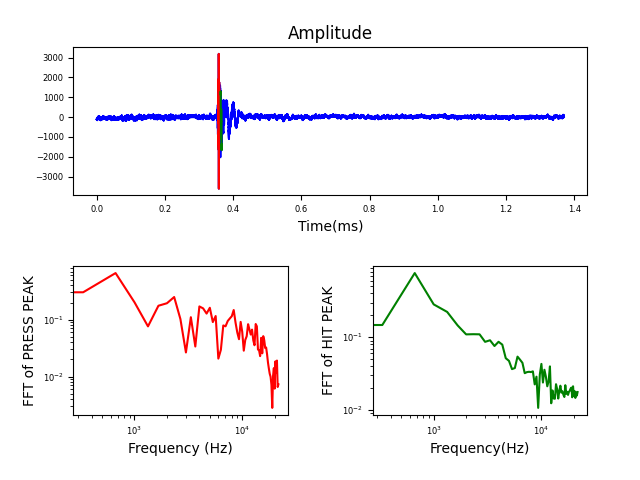 Amplitude
3000
2000
1000
0
−1000
−2000
−3000
0.0 0.2 0.4 0.6 0.8 1.0 1.2 1.4
Time(ms)
FFT of PRESS PEAK
10⁻¹
10⁻²
10³ 10⁴
Frequency (Hz)
FFT of HIT PEAK
10⁻¹
10⁻²
10³ 10⁴
Frequency(Hz)